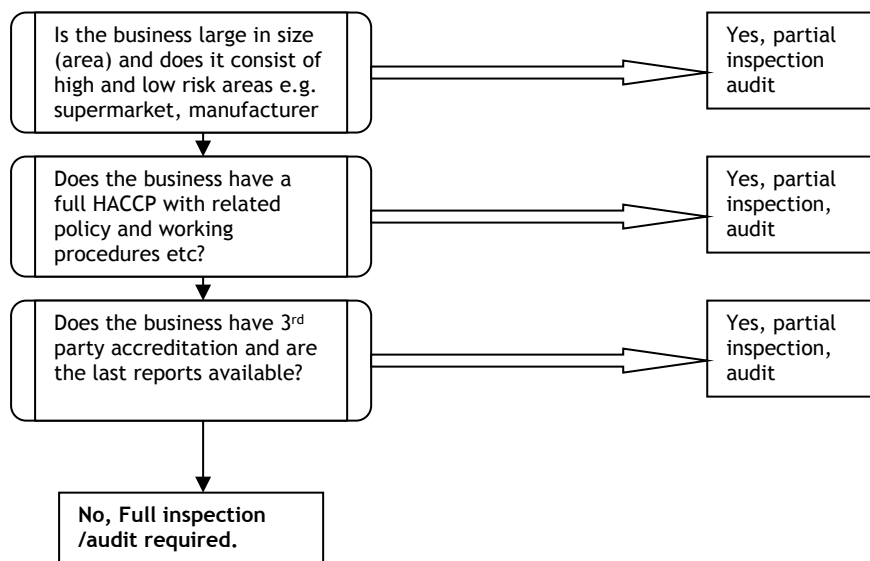 Is the business large in size
(area) and does it consist of
high and low risk areas e.g.
supermarket, manufacturer
Yes, partial
inspection
audit
Does the business have a
full HACCP with related
policy and working
procedures etc?
Yes, partial
inspection,
audit
Does the business have 3rd
party accreditation and are
the last reports available?
Yes, partial
inspection,
audit
No, Full inspection
/audit required.